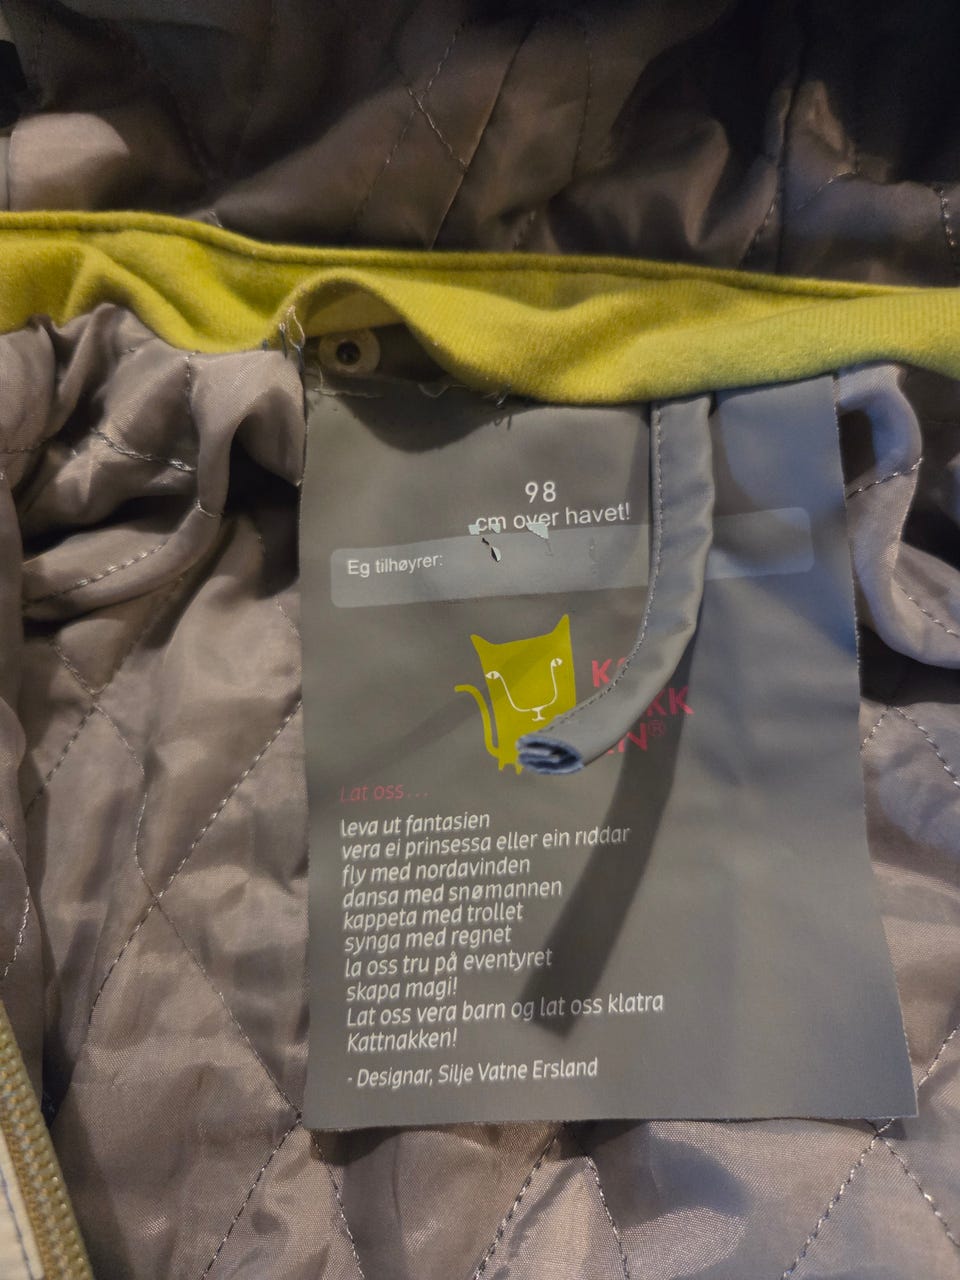 98
cm over havet!
Eg tilhøyrer:
Lat oss...
leva ut fantasien
vera ei prinsessa eller ein riddar
fly med nordavinden
dansa med snømannen
kappeta med trollet
synga med regnet
la oss tru på eventyret
skapa magi!
Lat oss vera barn og lat oss klatra
Kattnakken!
- Designar, Silje Vatne Ersland